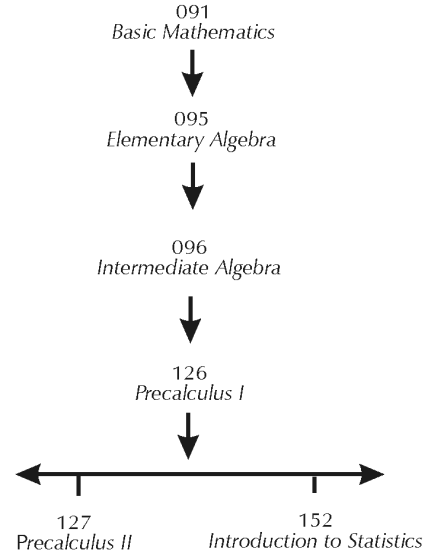 091
Basic Mathematics
095
Elementary Algebra
096
Intermediate Algebra
126
Precalculus I
127
Precalculus II
152
Introduction to Statistics